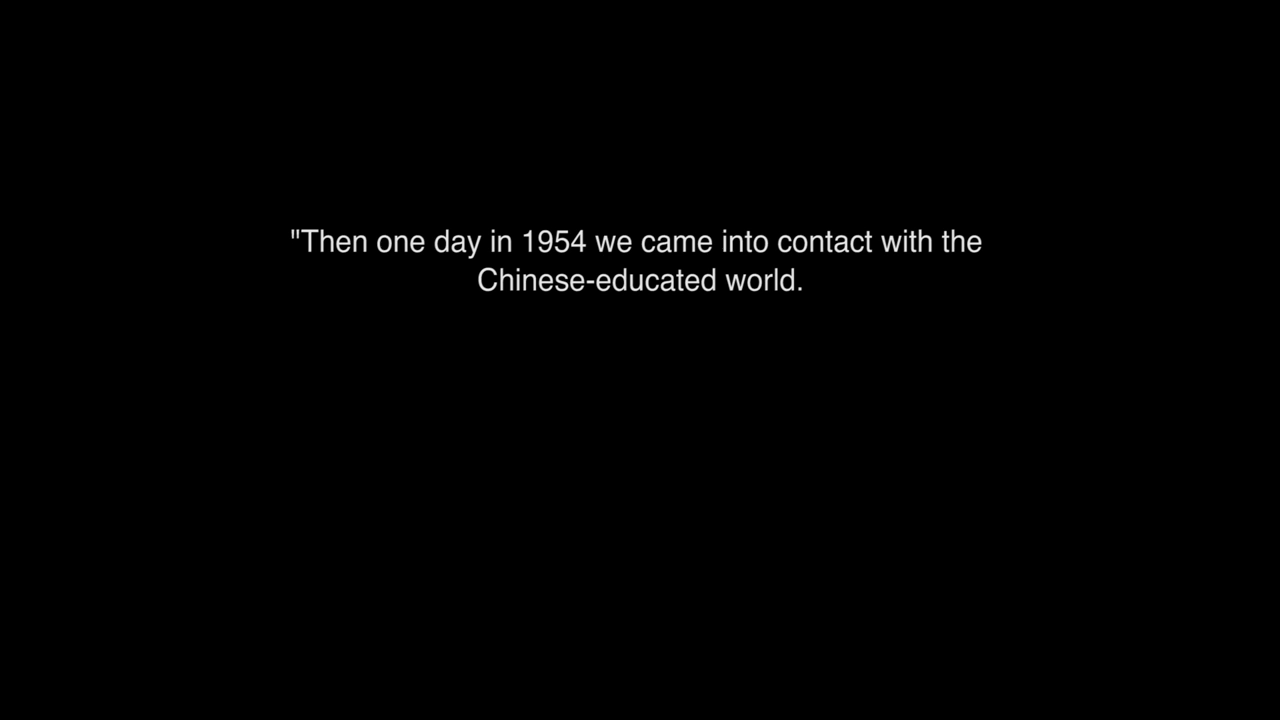 "Then one day in 1954 we came into contact with the
Chinese-educated world.